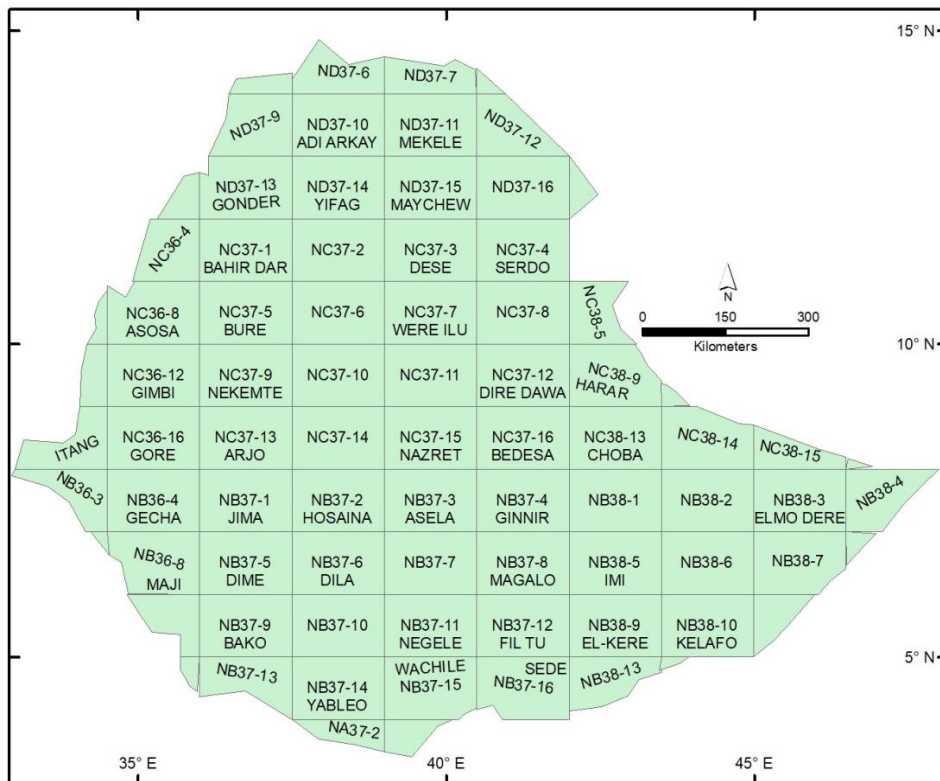 15° N
ND37-6
ND37-7
ND37-9
ND37-10
ADI ARKAY
ND37-11
MEKELE
ND37-12
ND37-13
GONDER
ND37-14
YIFAG
ND37-15
MAYCHEW
ND37-16
NC36-4
NC37-1
BAHIR DAR
NC37-2
NC37-3
DESE
NC37-4
SERDO
NC36-8
ASOSA
NC37-5
BURE
NC37-6
NC37-7
WERE ILU
NC37-8
NC38-5
N
0 150 300
Kilometers
10° N
NC36-12
GIMBI
NC37-9
NEKEMTE
NC37-10
NC37-11
NC37-12
DIRE DAWA
NC38-9
HARAR
ITANG
NC36-16
GORE
NC37-13
ARJO
NC37-14
NC37-15
NAZRET
NC37-16
BEDESA
NC38-13
CHOBA
NC38-14
NC38-15
NB36-3
NB36-4
GECHA
NB37-1
JIMA
NB37-2
HOSAINA
NB37-3
ASELA
NB37-4
GINNIR
NB38-1
NB38-2
NB38-3
ELMO DERE
NB38-4
NB36-8
MAJI
NB37-5
DIME
NB37-6
DILA
NB37-7
NB37-8
MAGALO
NB38-5
IMI
NB38-6
NB38-7
NB37-9
BAKO
NB37-10
NB37-11
NEGELE
NB37-12
FIL TU
NB38-9
EL-KERE
NB38-10
KELAFO
5° N
NB37-13
NB37-14
YABLEO
WACHILE
NB37-15
SEDE
NB37-16
NB38-13
NA37-2
35° E
40° E
45° E